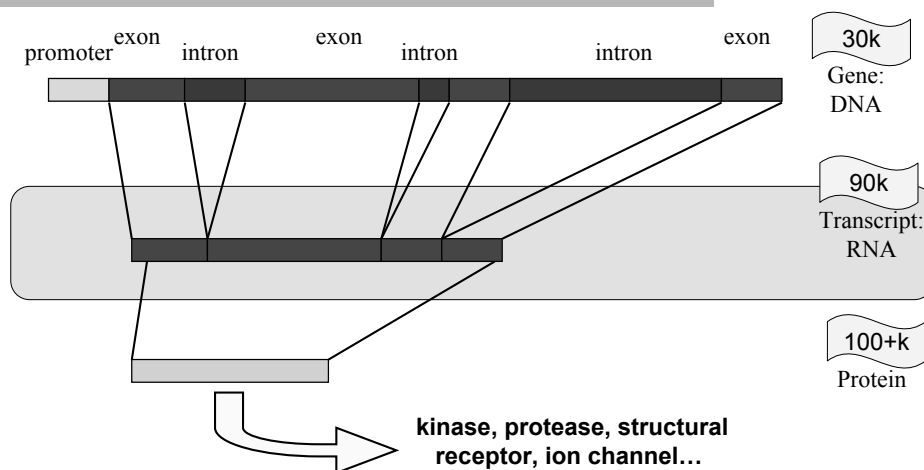 promoter exon intron exon intron intron exon
30k
Gene:
DNA
90k
Transcript:
RNA
100+k
Protein
kinase, protease, structural
receptor, ion channel…